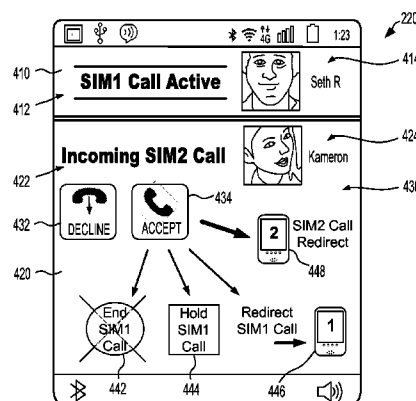 4G 1:23
220
410
SIM1 Call Active
414
Seth R
412
Incoming SIM2 Call
424
Kameron
422
430
434
432
DECLINE
ACCEPT
2
SIM2 Call
Redirect
448
420
End
SIM1
Call
Hold
SIM1
Call
Redirect
SIM1 Call
1
442
444
446